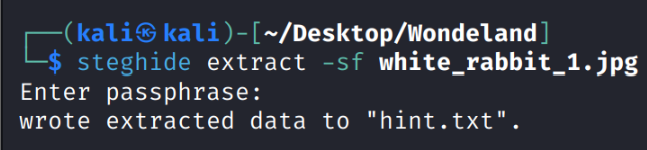 ┌──(kali㉿kali)-[~/Desktop/Wondeland]
└─$ steghide extract -sf white_rabbit_1.jpg
Enter passphrase:
wrote extracted data to "hint.txt".